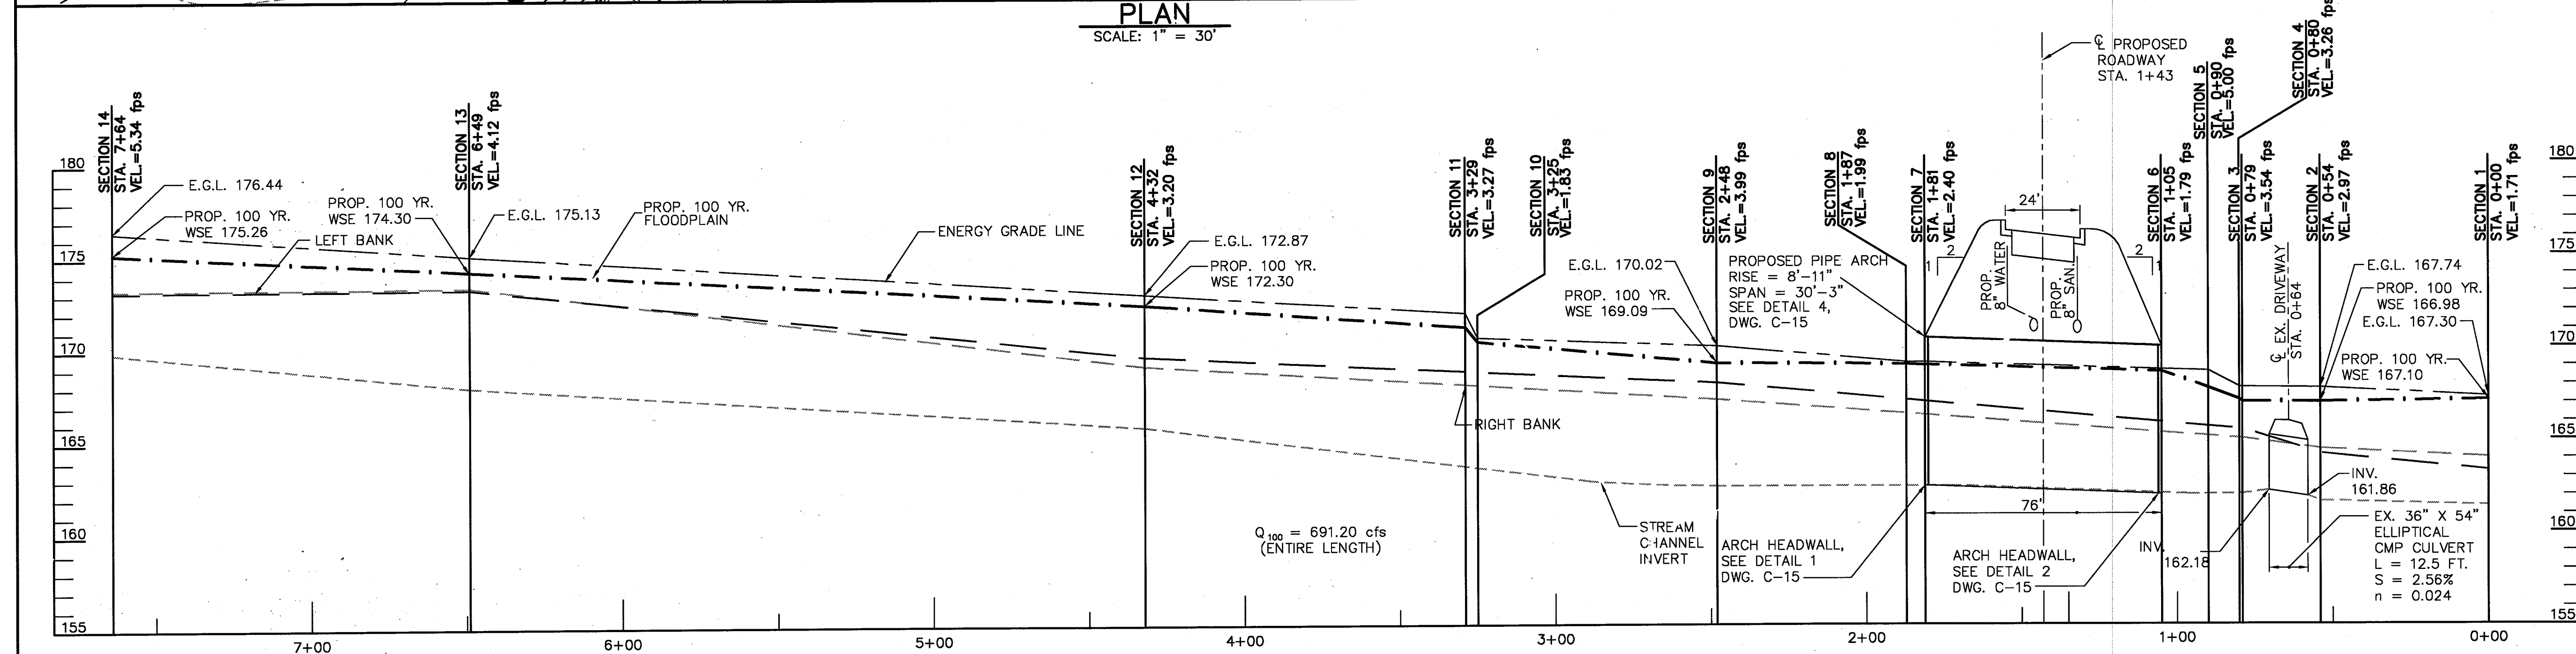 PLAN
SCALE: 1" = 30'
SECTION 14
STA. 7+64
VEL.=5.34 fps
SECTION 13
STA. 6+49
VEL.=4.12 fps
SECTION 12
STA. 4+32
VEL.=3.20 fps
SECTION 11
STA. 3+29
VEL.=3.27 fps
SECTION 10
STA. 3+25
VEL.=1.83 fps
SECTION 9
STA. 2+48
VEL.=3.99 fps
SECTION 8
STA. 1+87
VEL.=1.99 fps
SECTION 7
STA. 1+81
VEL.=2.40 fps
℄ PROPOSED
ROADWAY
STA. 1+43
SECTION 6
STA. 1+05
VEL.=1.79 fps
SECTION 5
STA. 0+90
VEL.=5.00 fps
SECTION 4
STA. 0+80
VEL.=3.26 fps
SECTION 3
STA. 0+79
VEL.=3.54 fps
SECTION 2
STA. 0+54
VEL.=2.97 fps
SECTION 1
STA. 0+00
VEL.=1.71 fps
180
175
170
165
160
155
E.G.L. 176.44
PROP. 100 YR.
WSE 175.26
LEFT BANK
PROP. 100 YR.
WSE 174.30
E.G.L. 175.13
PROP. 100 YR.
FLOODPLAIN
ENERGY GRADE LINE
E.G.L. 172.87
PROP. 100 YR.
WSE 172.30
E.G.L. 170.02
PROP. 100 YR.
WSE 169.09
PROPOSED PIPE ARCH
RISE = 8'-11"
SPAN = 30'-3"
SEE DETAIL 4,
DWG. C-15
24'
2
1
2
1
PROP.
8" WATER
PROP.
8" SAN.
℄ EX. DRIVEWAY
STA. 0+64
E.G.L. 167.74
PROP. 100 YR.
WSE 166.98
E.G.L. 167.30
PROP. 100 YR.
WSE 167.10
RIGHT BANK
Q100 = 691.20 cfs
(ENTIRE LENGTH)
STREAM
CHANNEL
INVERT
ARCH HEADWALL,
SEE DETAIL 1
DWG. C-15
76'
ARCH HEADWALL,
SEE DETAIL 2
DWG. C-15
INV.
162.18
INV.
161.86
EX. 36" X 54"
ELLIPTICAL
CMP CULVERT
L = 12.5 FT.
S = 2.56%
n = 0.024
180
175
170
165
160
155
7+00
6+00
5+00
4+00
3+00
2+00
1+00
0+00